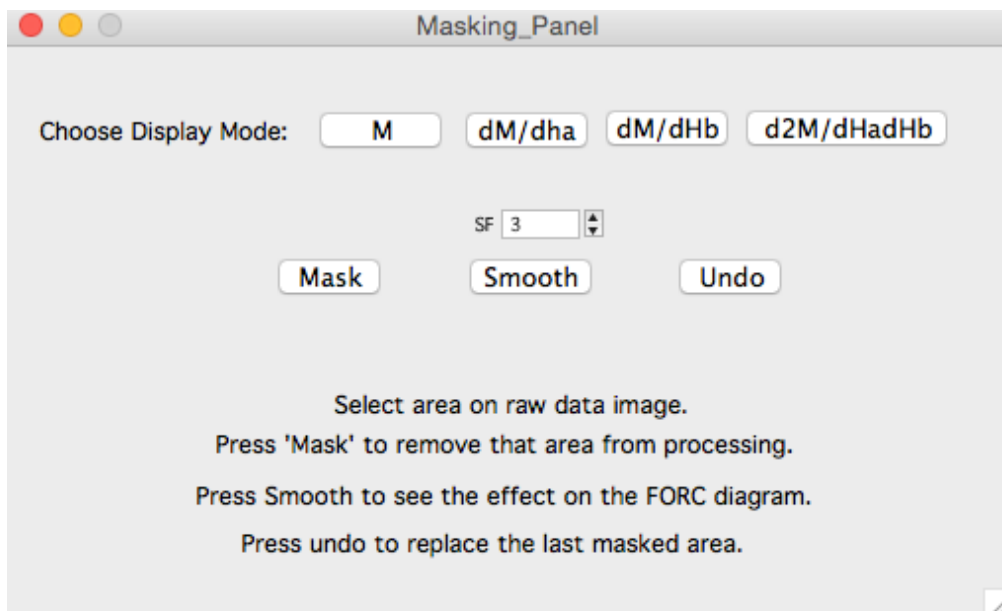 Masking_Panel
Choose Display Mode: M dM/dha dM/dHb d2M/dHadHb
SF 3
Mask Smooth Undo
Select area on raw data image.
Press 'Mask' to remove that area from processing.
Press Smooth to see the effect on the FORC diagram.
Press undo to replace the last masked area.